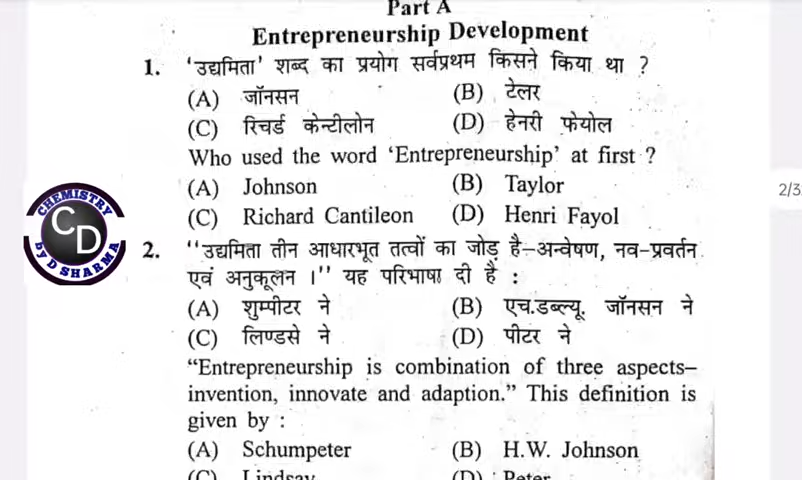 Part A
Entrepreneurship Development
1. 'उद्यमिता' शब्द का प्रयोग सर्वप्रथम किसने किया था ?
(A) जॉनसन (B) टेलर
(C) रिचर्ड केन्टीलोन (D) हेनरी फेयोल
Who used the word 'Entrepreneurship' at first ?
(A) Johnson (B) Taylor
(C) Richard Cantileon (D) Henri Fayol
2/3
CHEMISTRY
CD
BY D SHARMA
2. "उद्यमिता तीन आधारभूत तत्वों का जोड़ है–अन्वेषण, नव-प्रवर्तन
एवं अनुकूलन ।" यह परिभाषा दी है :
(A) शुम्पीटर ने (B) एच.डब्ल्यू. जॉनसन ने
(C) लिण्डसे ने (D) पीटर ने
"Entrepreneurship is combination of three aspects–
invention, innovate and adaption." This definition is
given by :
(A) Schumpeter (B) H.W. Johnson
(C) Lindsay (D) Peter